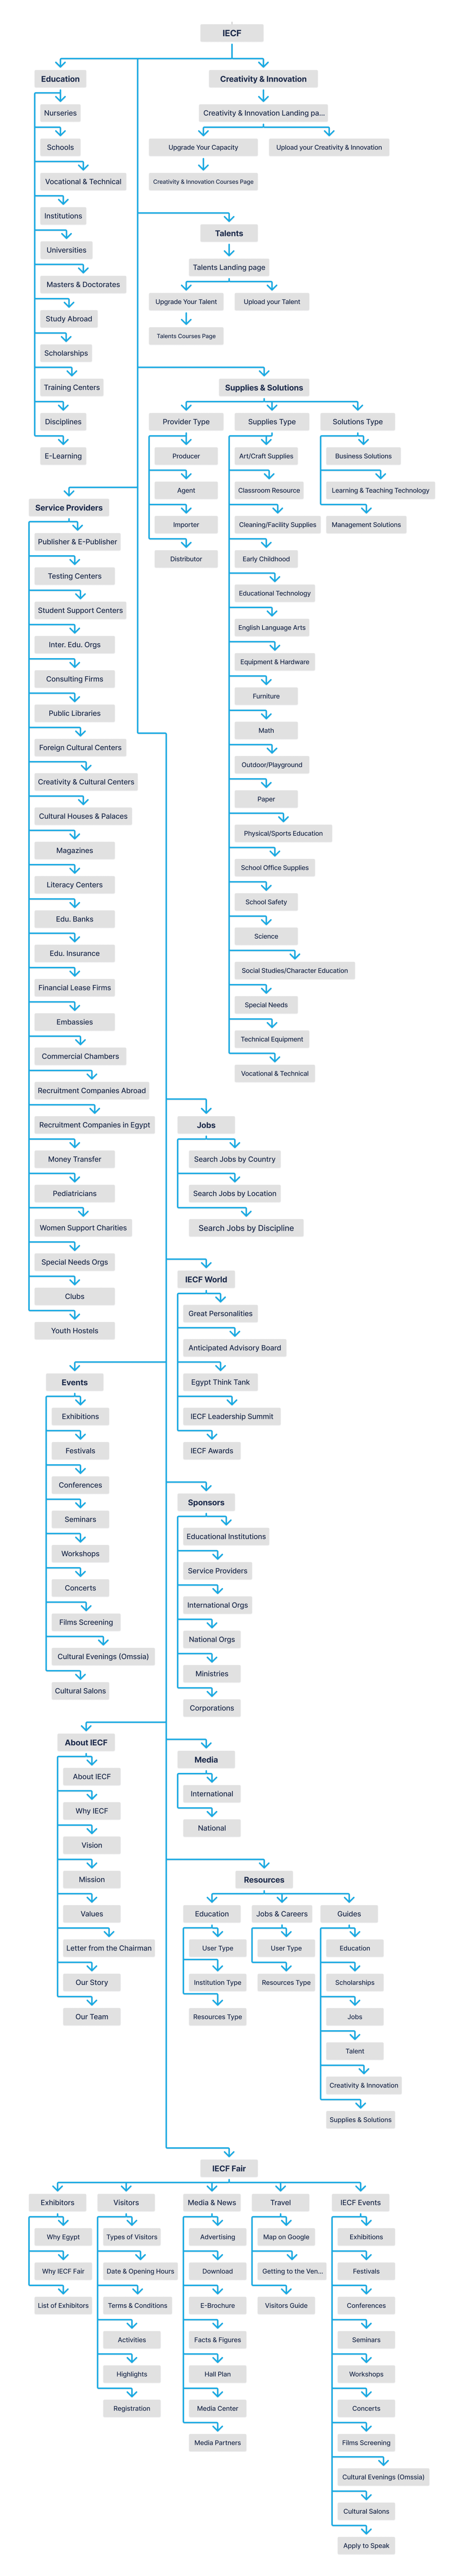 IECF
Education
Nurseries
Schools
Vocational & Technical
Institutions
Universities
Masters & Doctorates
Study Abroad
Scholarships
Training Centers
Disciplines
E-Learning
Creativity & Innovation
Creativity & Innovation Landing pa...
Upgrade Your Capacity
Upload your Creativity & Innovation
Creativity & Innovation Courses Page
Talents
Talents Landing page
Upgrade Your Talent
Upload your Talent
Talents Courses Page
Supplies & Solutions
Provider Type
Producer
Agent
Importer
Distributor
Supplies Type
Art/Craft Supplies
Classroom Resource
Cleaning/Facility Supplies
Early Childhood
Educational Technology
English Language Arts
Equipment & Hardware
Furniture
Math
Outdoor/Playground
Paper
Physical/Sports Education
School Office Supplies
School Safety
Science
Social Studies/Character Education
Special Needs
Technical Equipment
Vocational & Technical
Solutions Type
Business Solutions
Learning & Teaching Technology
Management Solutions
Service Providers
Publisher & E-Publisher
Testing Centers
Student Support Centers
Inter. Edu. Orgs
Consulting Firms
Public Libraries
Foreign Cultural Centers
Creativity & Cultural Centers
Cultural Houses & Palaces
Magazines
Literacy Centers
Edu. Banks
Edu. Insurance
Financial Lease Firms
Embassies
Commercial Chambers
Recruitment Companies Abroad
Recruitment Companies in Egypt
Money Transfer
Pediatricians
Women Support Charities
Special Needs Orgs
Clubs
Youth Hostels
Jobs
Search Jobs by Country
Search Jobs by Location
Search Jobs by Discipline
IECF World
Great Personalities
Anticipated Advisory Board
Egypt Think Tank
IECF Leadership Summit
IECF Awards
Events
Exhibitions
Festivals
Conferences
Seminars
Workshops
Concerts
Films Screening
Cultural Evenings (Omssia)
Cultural Salons
Sponsors
Educational Institutions
Service Providers
International Orgs
National Orgs
Ministries
Corporations
About IECF
About IECF
Why IECF
Vision
Mission
Values
Letter from the Chairman
Our Story
Our Team
Media
International
National
Resources
Education
User Type
Institution Type
Resources Type
Jobs & Careers
User Type
Resources Type
Guides
Education
Scholarships
Jobs
Talent
Creativity & Innovation
Supplies & Solutions
IECF Fair
Exhibitors
Why Egypt
Why IECF Fair
List of Exhibitors
Visitors
Types of Visitors
Date & Opening Hours
Terms & Conditions
Activities
Highlights
Registration
Media & News
Advertising
Download
E-Brochure
Facts & Figures
Hall Plan
Media Center
Media Partners
Travel
Map on Google
Getting to the Ven...
Visitors Guide
IECF Events
Exhibitions
Festivals
Conferences
Seminars
Workshops
Concerts
Films Screening
Cultural Evenings (Omssia)
Cultural Salons
Apply to Speak